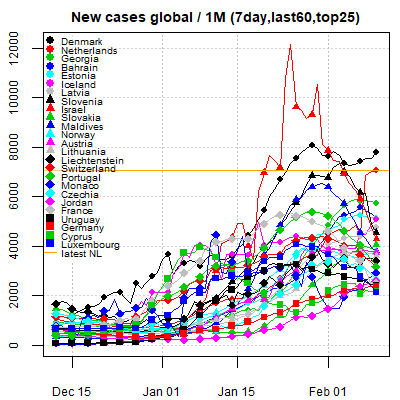 New cases global / 1M (7day,last60,top25)
12000
10000
8000
6000
4000
2000
0
Denmark
Netherlands
Georgia
Bahrain
Estonia
Iceland
Latvia
Slovenia
Israel
Slovakia
Maldives
Norway
Austria
Lithuania
Liechtenstein
Switzerland
Portugal
Monaco
Czechia
Jordan
France
Uruguay
Germany
Cyprus
Luxembourg
latest NL
Dec 15
Jan 01
Jan 15
Feb 01